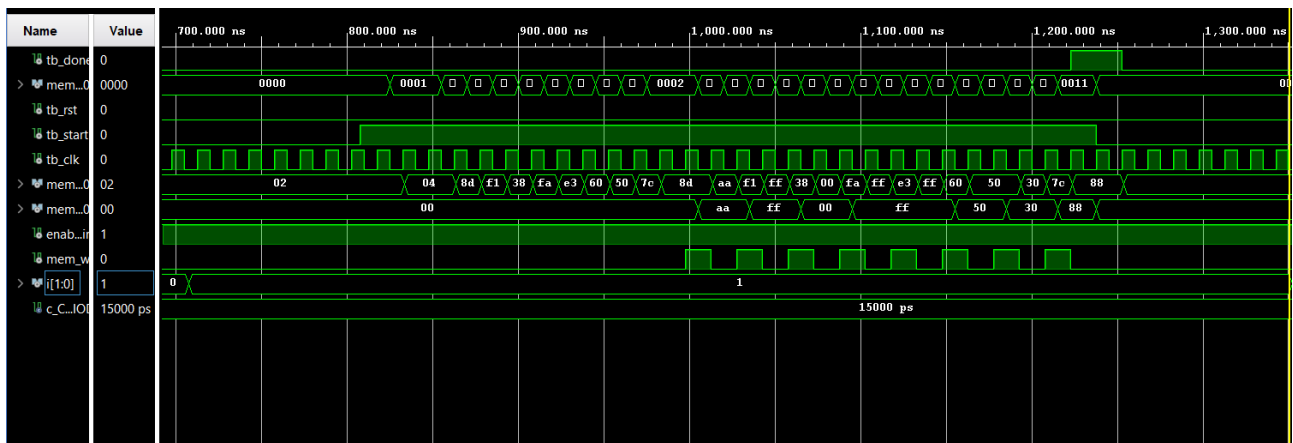 Name Value 700.000 ns 800.000 ns 900.000 ns 1,000.000 ns 1,100.000 ns 1,200.000 ns 1,300.000 ns
tb_done 0
mem...0 0000 0000 0001 0002 0011 00
tb_rst 0
tb_start 0
tb_clk 0
mem...0 02 02 04 8d f1 38 fa e3 60 50 7c 8d aa f1 ff 38 00 fa ff e3 ff 60 50 30 7c 88
mem...0 00 00 aa ff 00 ff 50 30 88
enab...ir 1
mem_w 0
i[1:0] 1 0 1
c_C...IOD 15000 ps 15000 ps